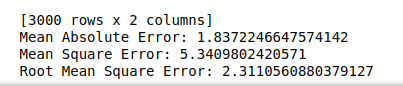 [3000 rows x 2 columns]
Mean Absolute Error: 1.8372246647574142
Mean Square Error: 5.3409802420571
Root Mean Square Error: 2.3110560880379127